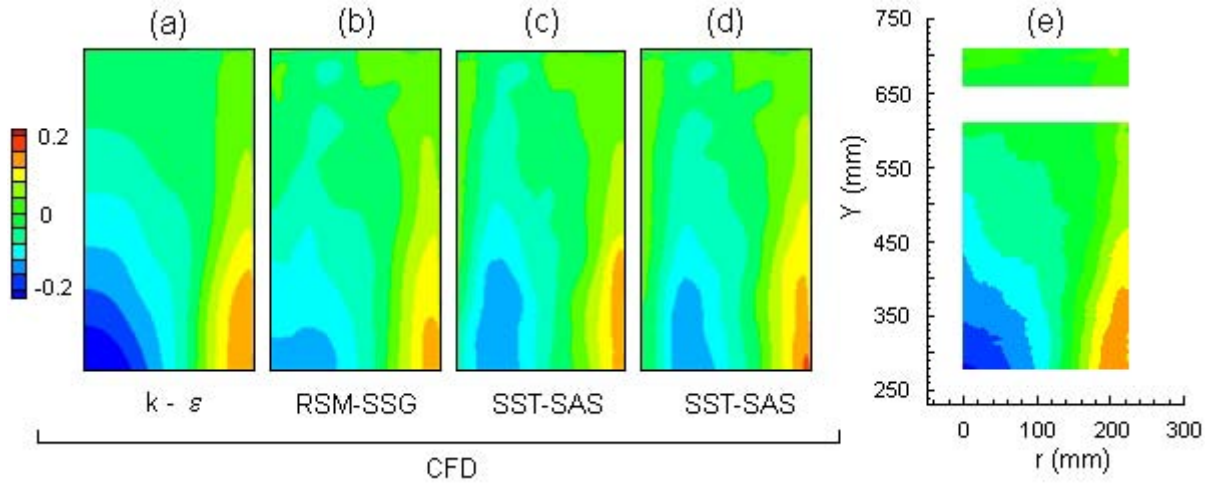 (a) (b) (c) (d) (e)
0.2
0
-0.2
k - ε RSM-SSG SST-SAS SST-SAS
CFD
750
650
550
450
350
250
Y (mm)
0 100 200 300
r (mm)